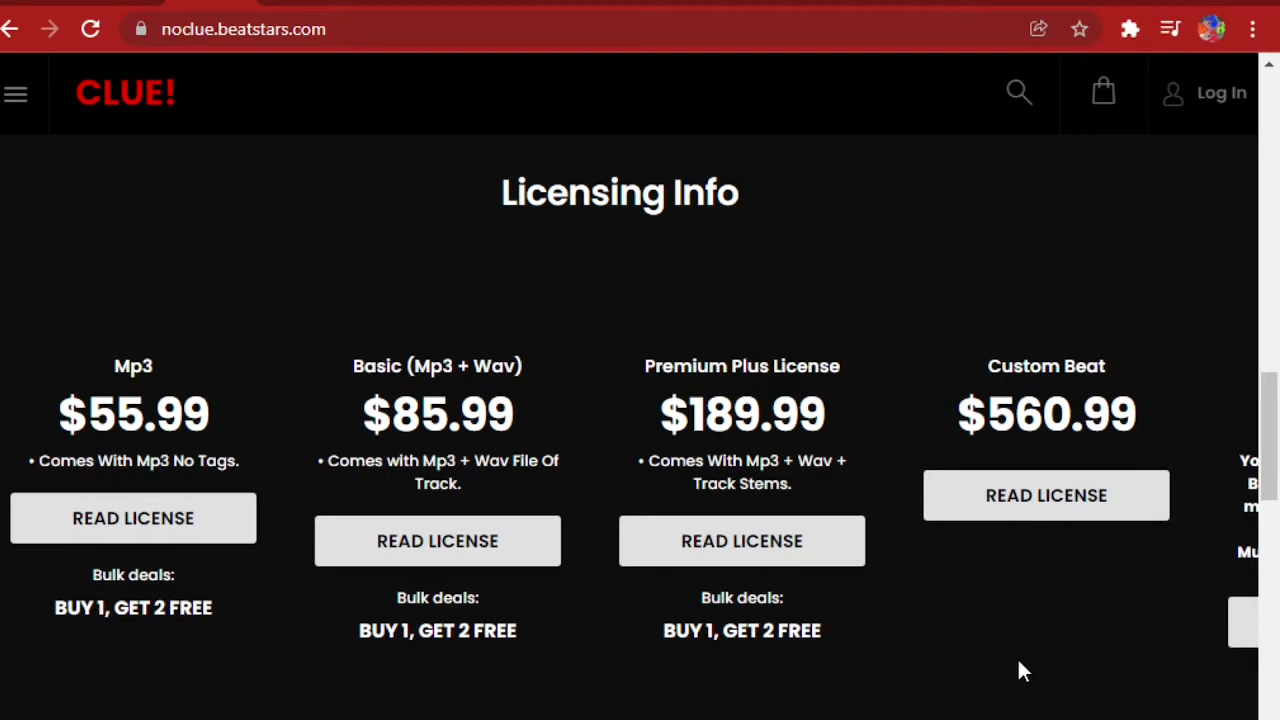 noclue.beatstars.com
CLUE!
Log In
Licensing Info
Mp3
$55.99
• Comes With Mp3 No Tags.
READ LICENSE
Bulk deals:
BUY 1, GET 2 FREE
Basic (Mp3 + Wav)
$85.99
• Comes with Mp3 + Wav File Of
Track.
READ LICENSE
Bulk deals:
BUY 1, GET 2 FREE
Premium Plus License
$189.99
• Comes With Mp3 + Wav +
Track Stems.
READ LICENSE
Bulk deals:
BUY 1, GET 2 FREE
Custom Beat
$560.99
READ LICENSE